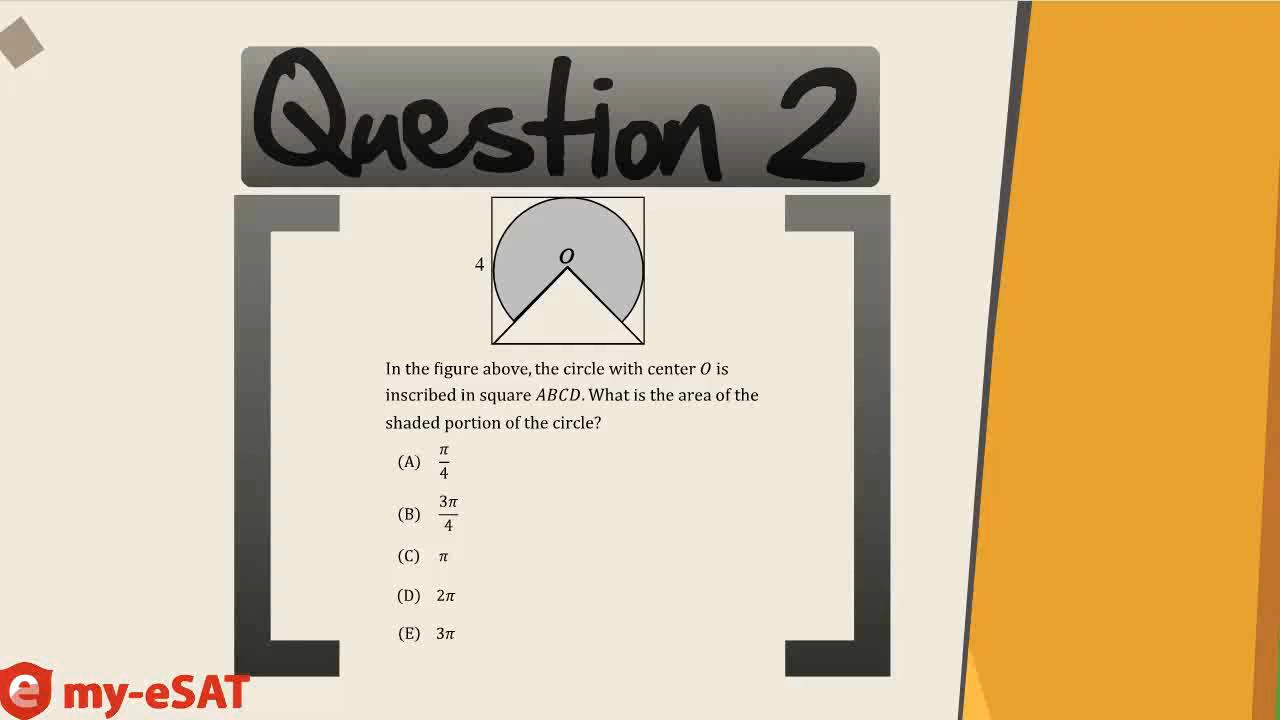 Question 2
4
O
In the figure above, the circle with center O is
inscribed in square ABCD. What is the area of the
shaded portion of the circle?
(A) π/4
(B) 3π/4
(C) π
(D) 2π
(E) 3π
e my-eSAT